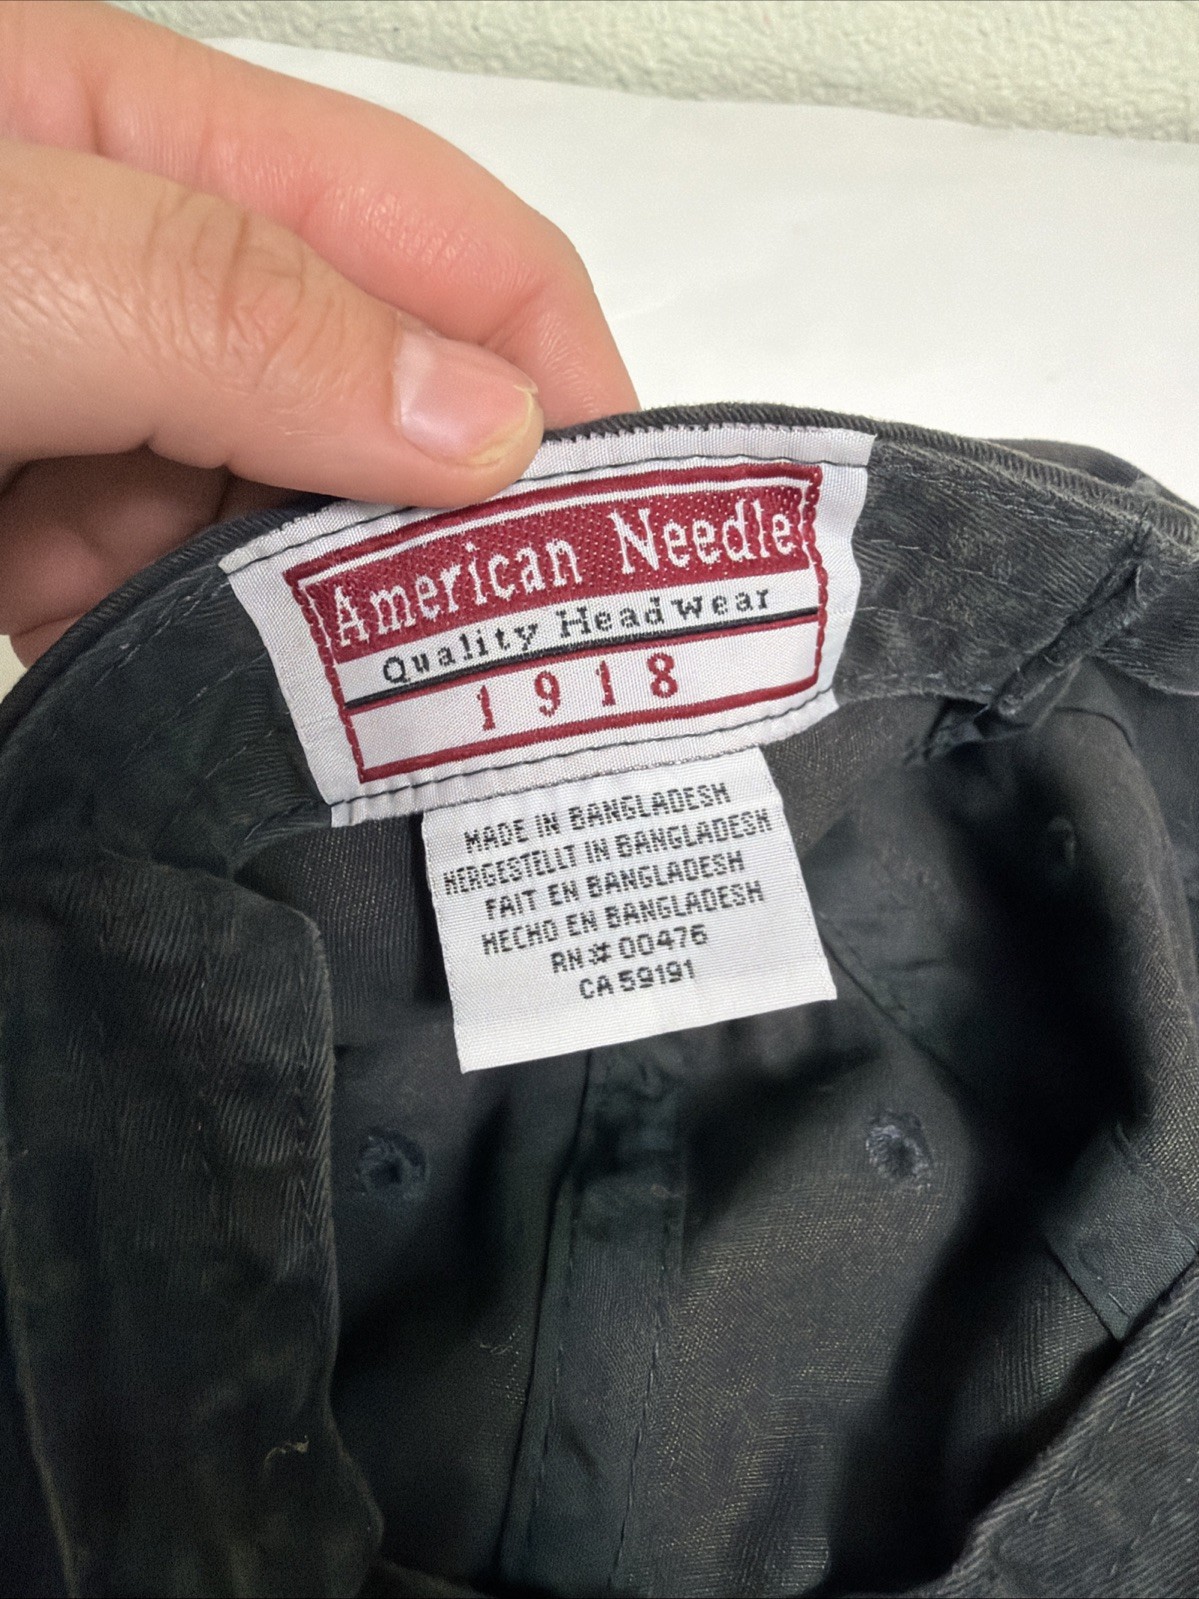 American Needle
Quality HeadWear
1918
MADE IN BANGLADESH
HERGESTELLT IN BANGLADESH
FAIT EN BANGLADESH
HECHO EN BANGLADESH
RN# 00476
CA 59191